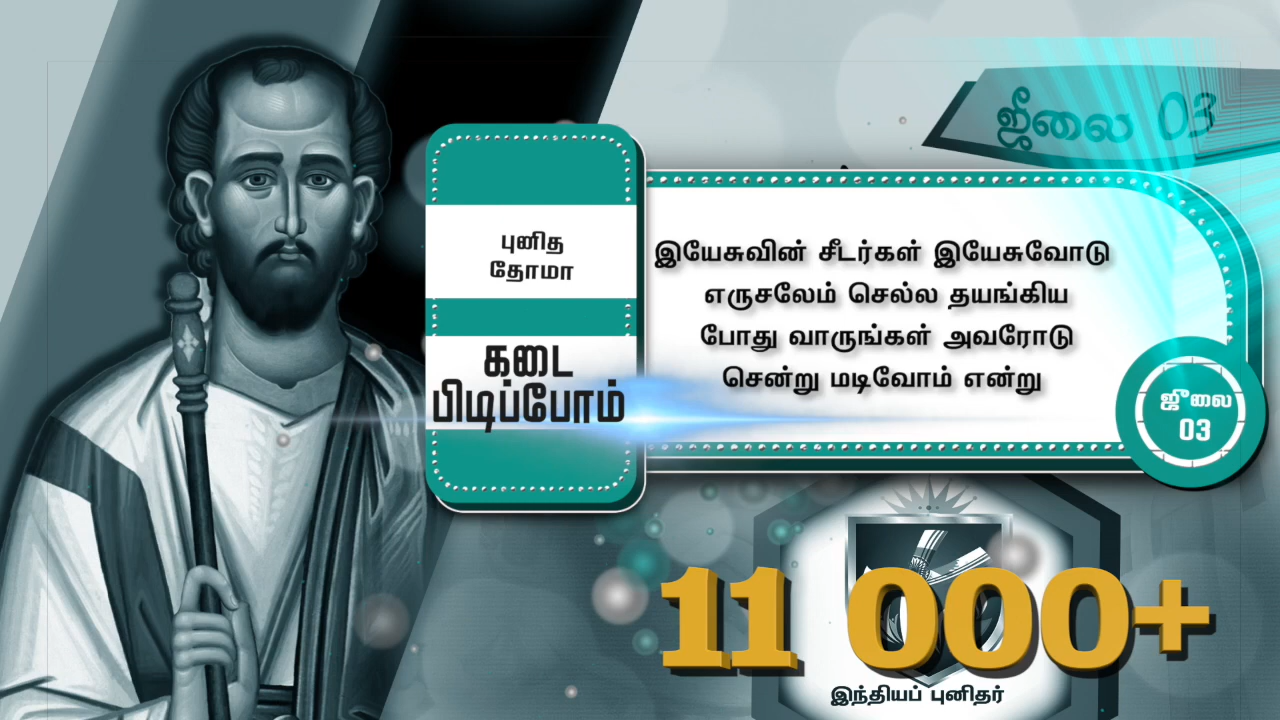 ஜீலை 03
புனித
தோமா
கடை
பிடிப்போம்
இயேசுவின் சீடர்கள் இயேசுவோடு
எருசலேம் செல்ல தயங்கிய
போது வாருங்கள் அவரோடு
சென்று மடிவோம் என்று
ஜீலை
03
11 000+
இந்தியப் புனிதர்